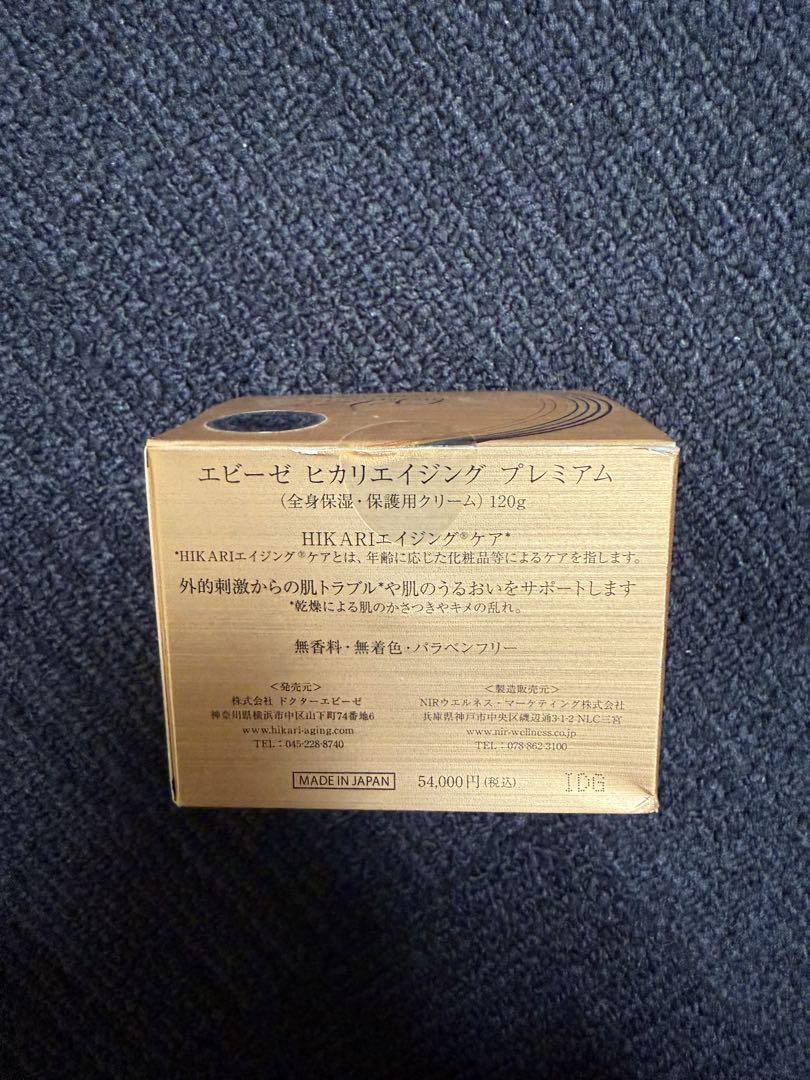 エビーゼ ヒカリエイジング プレミアム
（全身保湿・保護用クリーム）120g
HIKARIエイジング®ケア*
*HIKARIエイジング®ケアとは、年齢に応じた化粧品等によるケアを指します。
外的刺激からの肌トラブル*や肌のうるおいをサポートします
*乾燥による肌のかさつきやキメの乱れ。
無香料・無着色・パラベンフリー
＜発売元＞
株式会社 ドクターエビーゼ
神奈川県横浜市中区山下町74番地6
www.hikari-aging.com
TEL：045-228-8740
＜製造販売元＞
NIRウエルネス・マーケティング株式会社
兵庫県神戸市中央区磯辺通3-1-2 NLC三宮
www.nir-wellness.co.jp
TEL：078-862-3100
MADE IN JAPAN 54,000円（税込） IDG